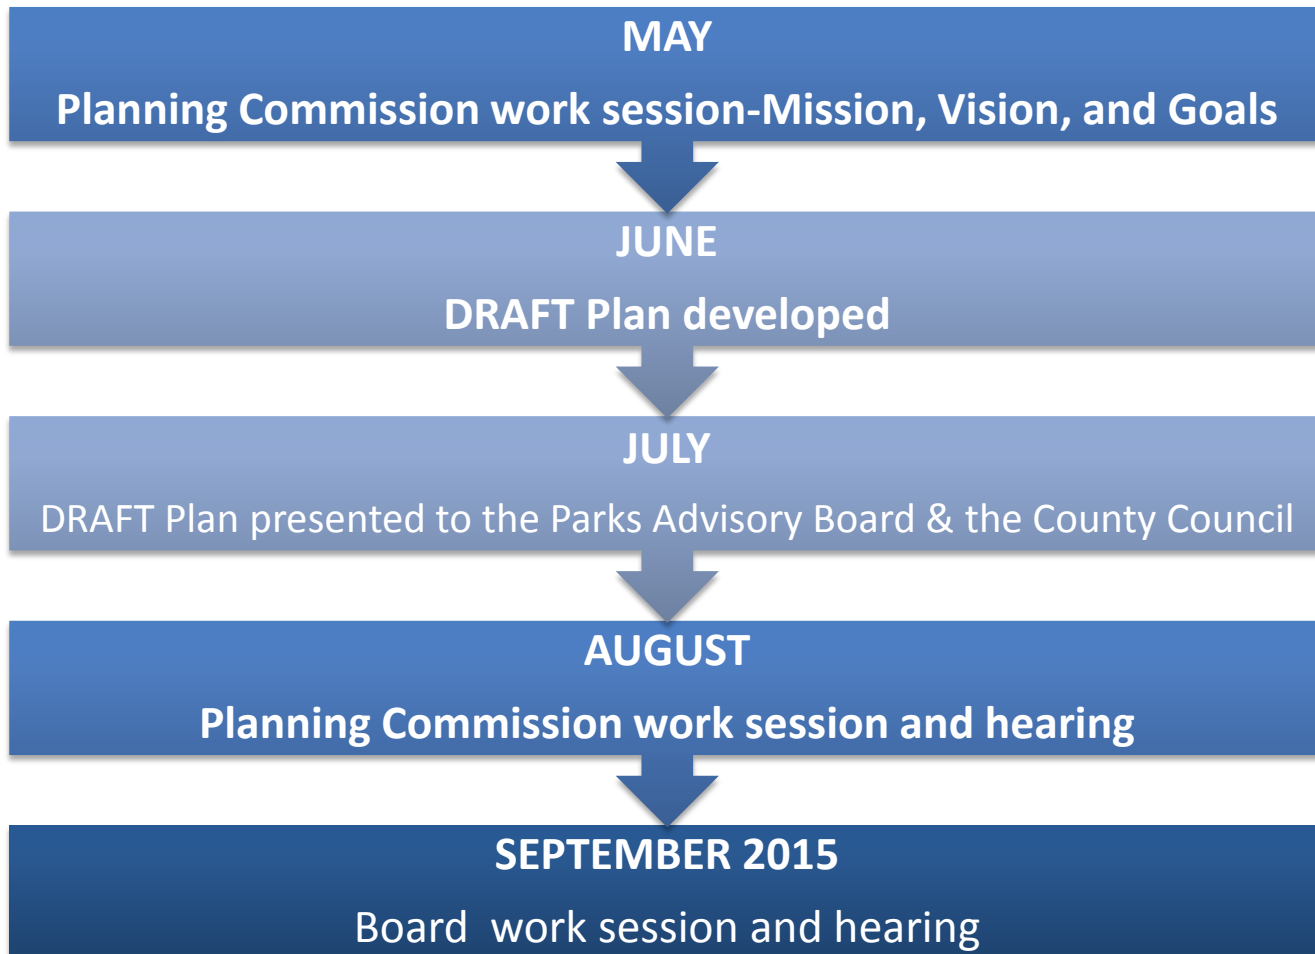 MAY
Planning Commission work session-Mission, Vision, and Goals
JUNE
DRAFT Plan developed
JULY
DRAFT Plan presented to the Parks Advisory Board & the County Council
AUGUST
Planning Commission work session and hearing
SEPTEMBER 2015
Board  work session and hearing